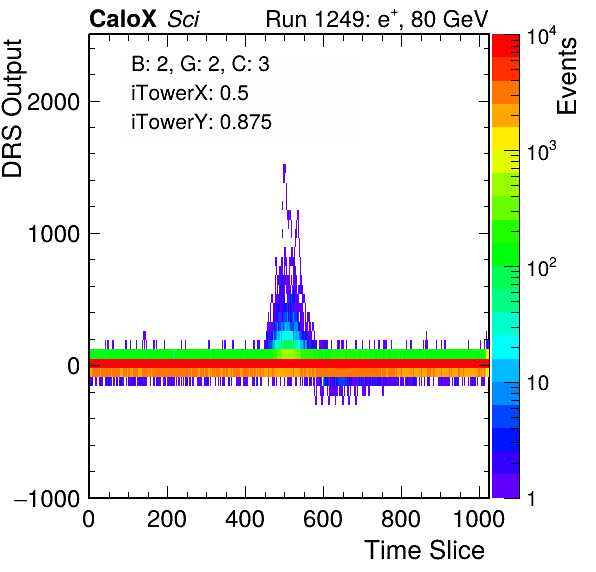 CaloX Sci Run 1249: e⁺, 80 GeV
B: 2, G: 2, C: 3
iTowerX: 0.5
iTowerY: 0.875
DRS Output
2000
1000
0
−1000
0 200 400 600 800 1000
Time Slice
Events
10⁴
10³
10²
10
1